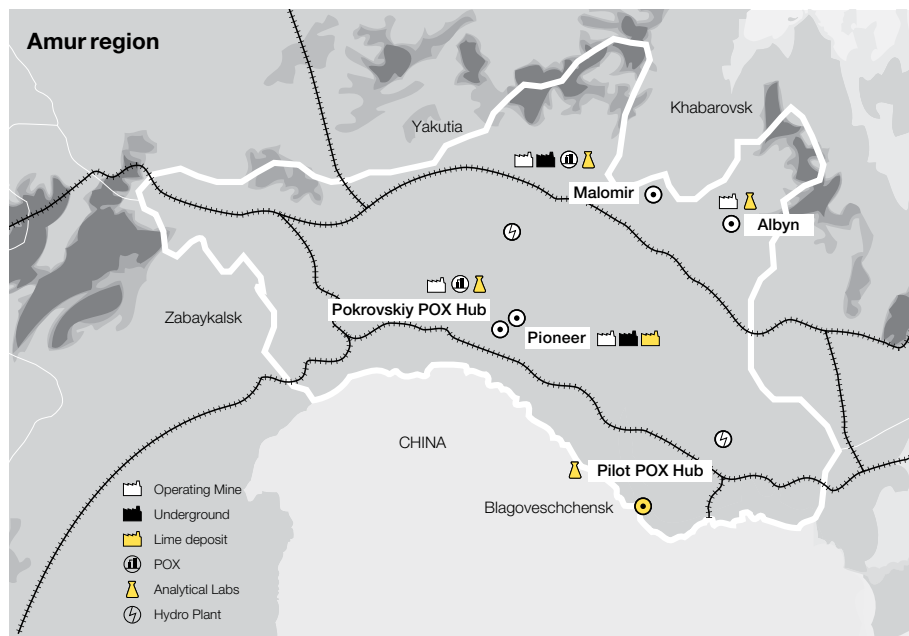 Amur region
Yakutia
Khabarovsk
Malomir
Albyn
Pokrovskiy POX Hub
Zabaykalsk
Pioneer
CHINA
Pilot POX Hub
Blagoveschchensk
Operating Mine
Underground
Lime deposit
POX
Analytical Labs
Hydro Plant